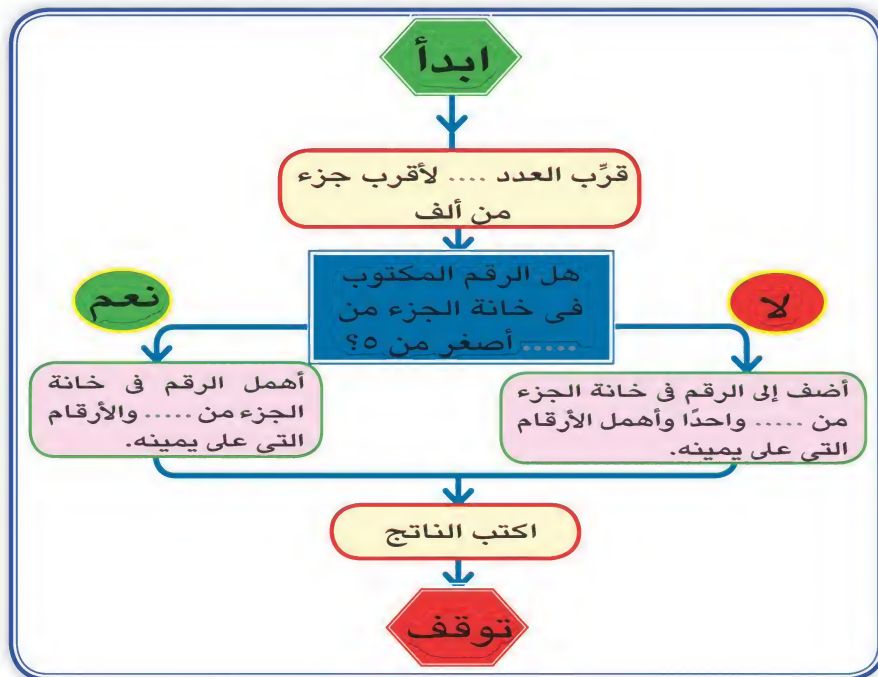 ابدأ
قرِّب العدد .... لأقرب جزء
من ألف
هل الرقم المكتوب
فى خانة الجزء من
..... أصغر من ٥؟
لا
نعم
أضف إلى الرقم فى خانة الجزء
من ..... واحدًا وأهمل الأرقام
التى على يمينه.
أهمل الرقم فى خانة
الجزء من ..... والأرقام
التى على يمينه.
اكتب الناتج
توقف